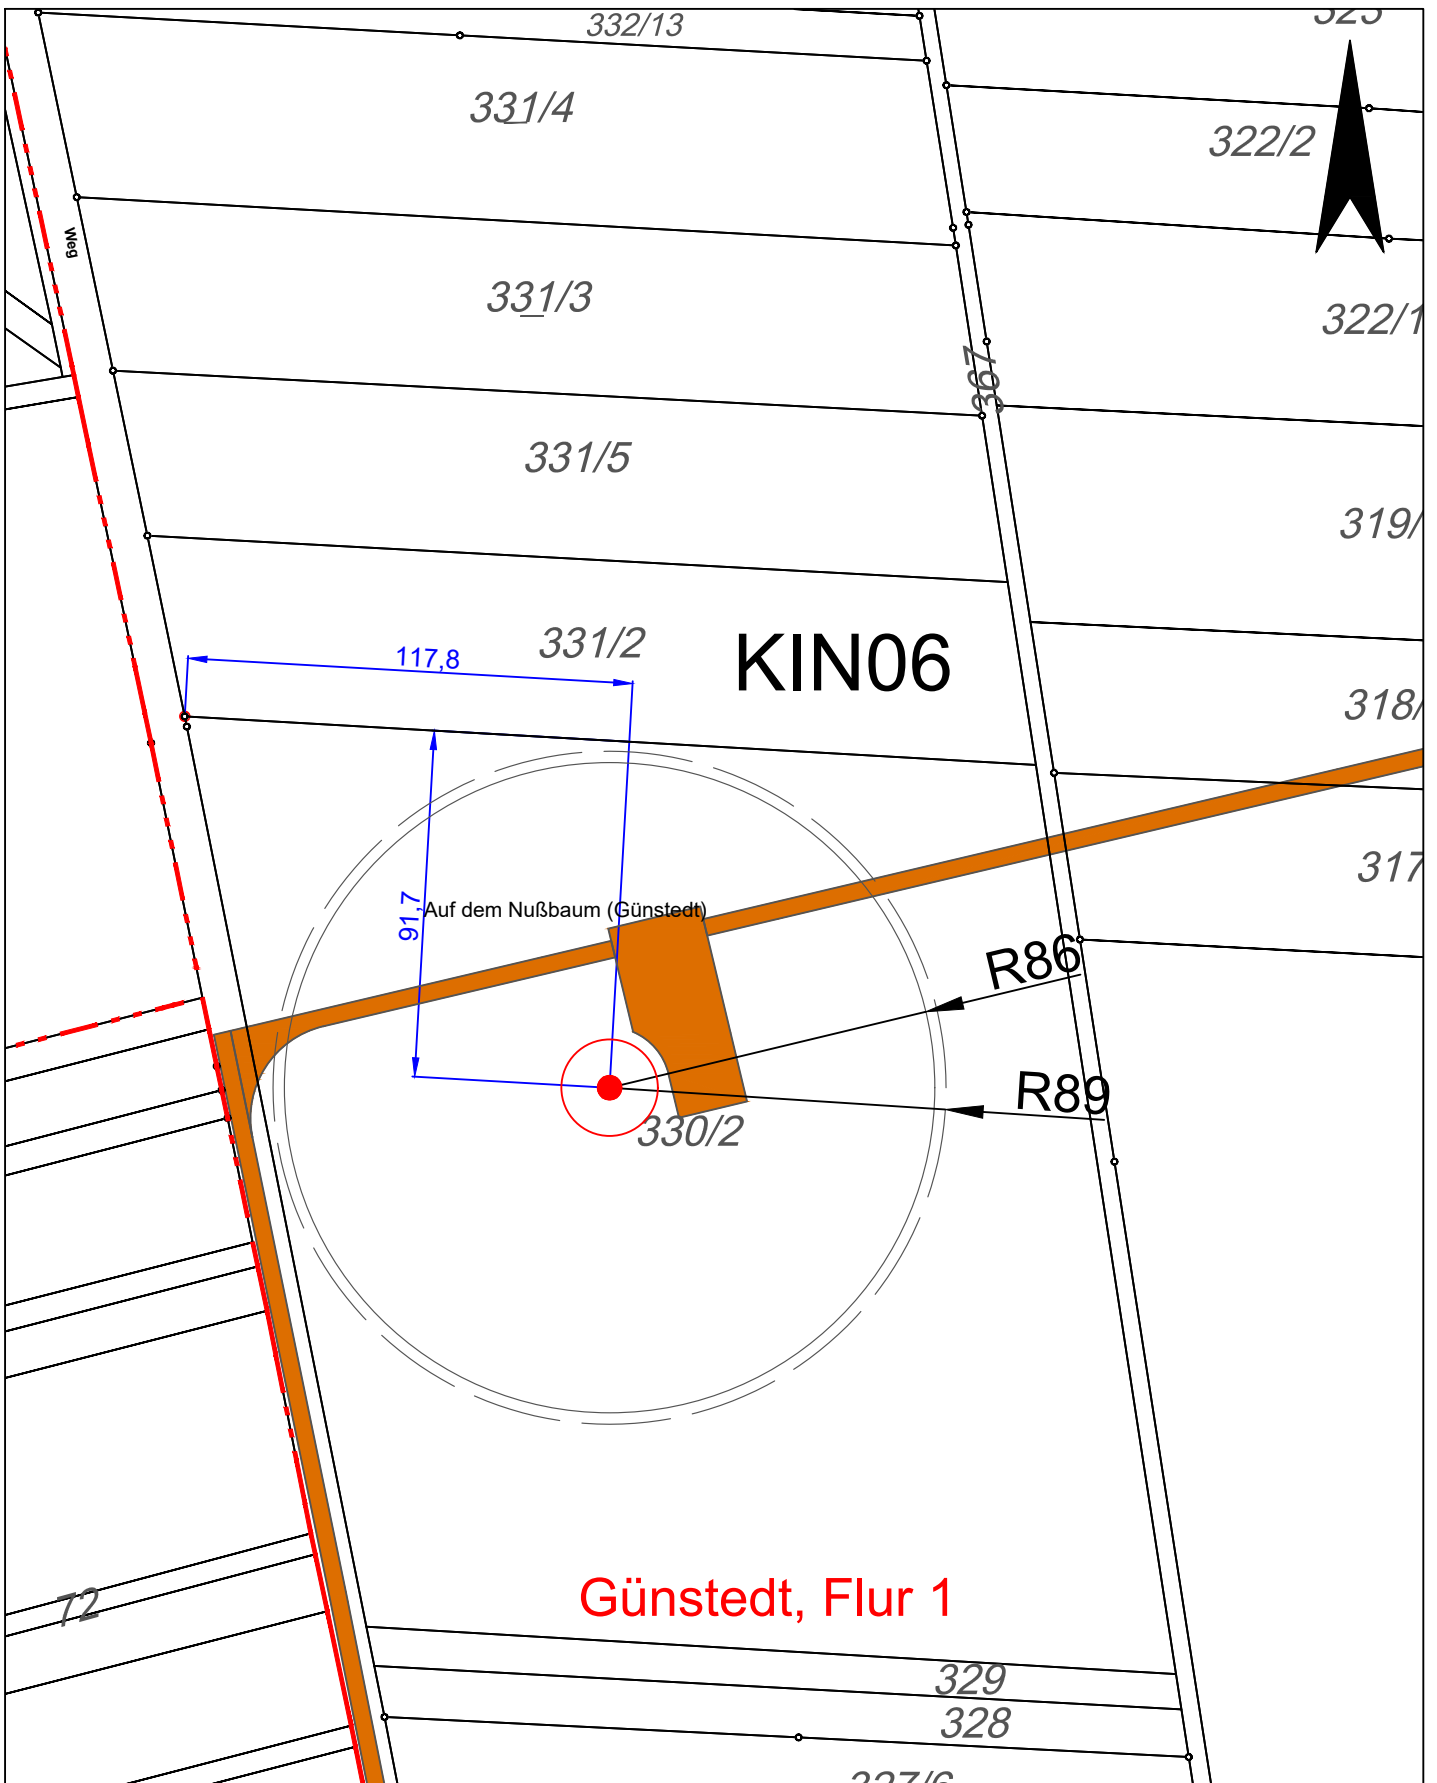 332/13
331/4
322/2
Weg
331/3
322/1
367
331/5
319/
331/2
KIN06
117,8
318/
317
91,7
Auf dem Nußbaum (Günstedt)
R86
R89
330/2
Günstedt, Flur 1
72
329
328